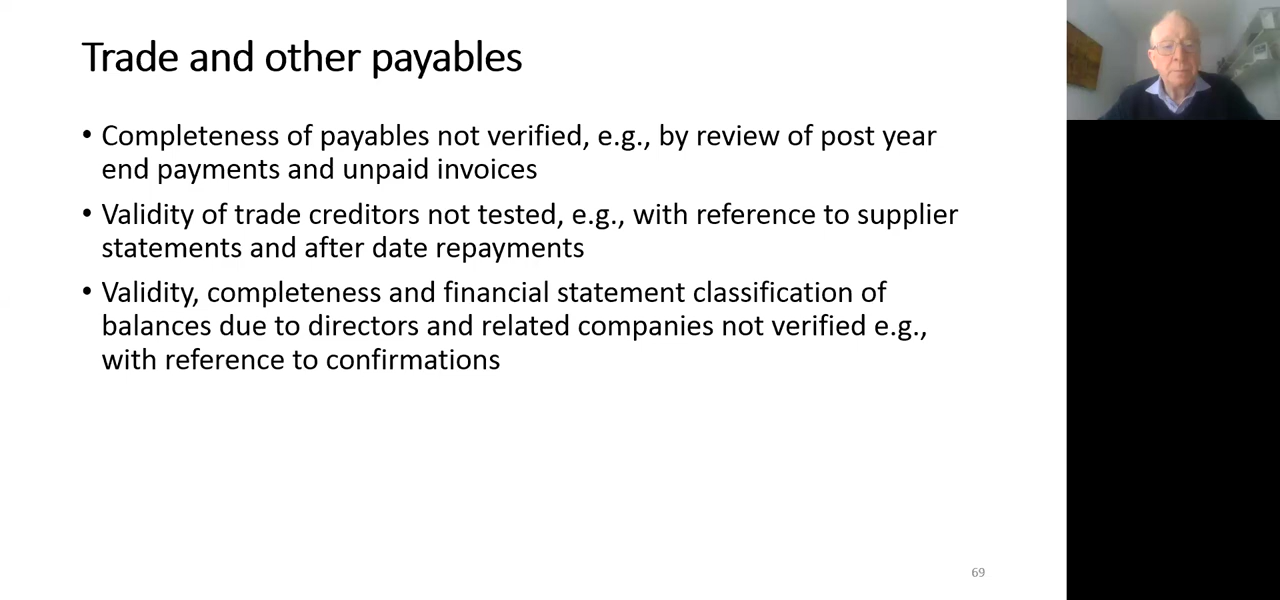 Trade and other payables
• Completeness of payables not verified, e.g., by review of post year
end payments and unpaid invoices
• Validity of trade creditors not tested, e.g., with reference to supplier
statements and after date repayments
• Validity, completeness and financial statement classification of
balances due to directors and related companies not verified e.g.,
with reference to confirmations
69